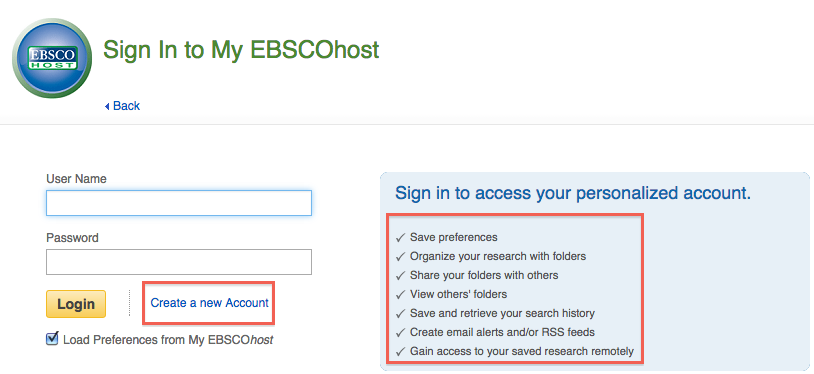 EBSCO
HOST
Sign In to My EBSCOhost
Back
User Name
Password
Login
Create a new Account
Load Preferences from My EBSCOhost
Sign in to access your personalized account.
Save preferences
Organize your research with folders
Share your folders with others
View others' folders
Save and retrieve your search history
Create email alerts and/or RSS feeds
Gain access to your saved research remotely